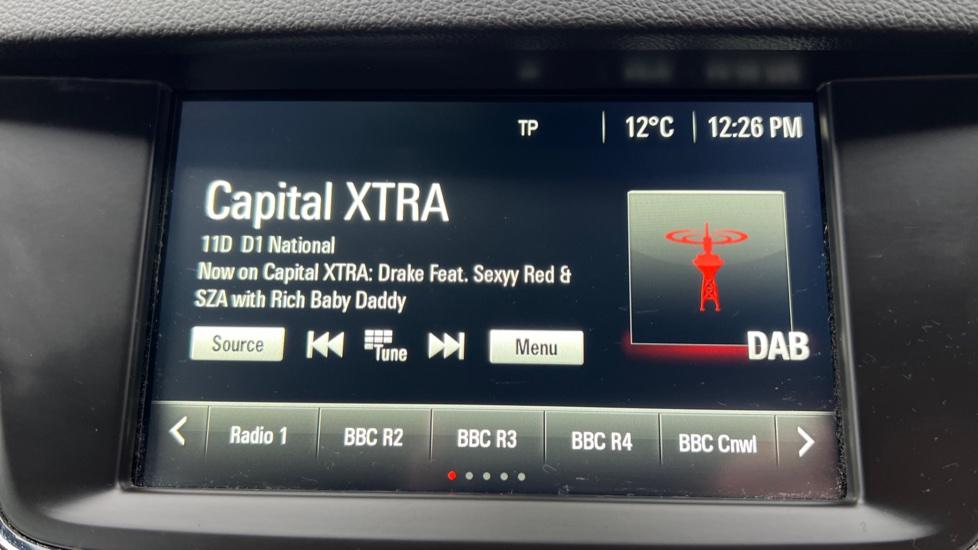 TP 12°C 12:26 PM
Capital XTRA
11D D1 National
Now on Capital XTRA: Drake Feat. Sexyy Red &
SZA with Rich Baby Daddy
Source Tune Menu
DAB
Radio 1 BBC R2 BBC R3 BBC R4 BBC Cnwl